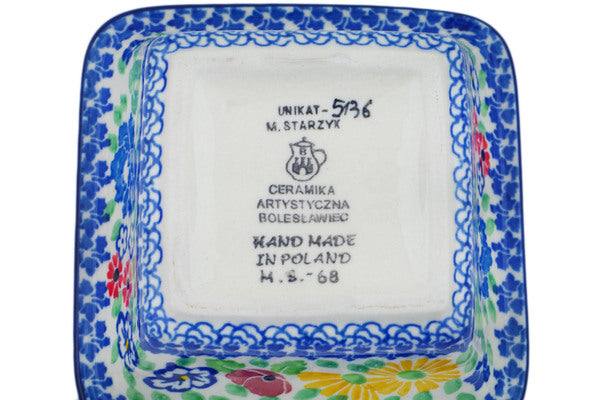 UNIKAT-5136
M. STARZYK
B
CERAMIKA
ARTYSTYCZNA
BOLESŁAWIEC
HAND MADE
IN POLAND
M.S.-68